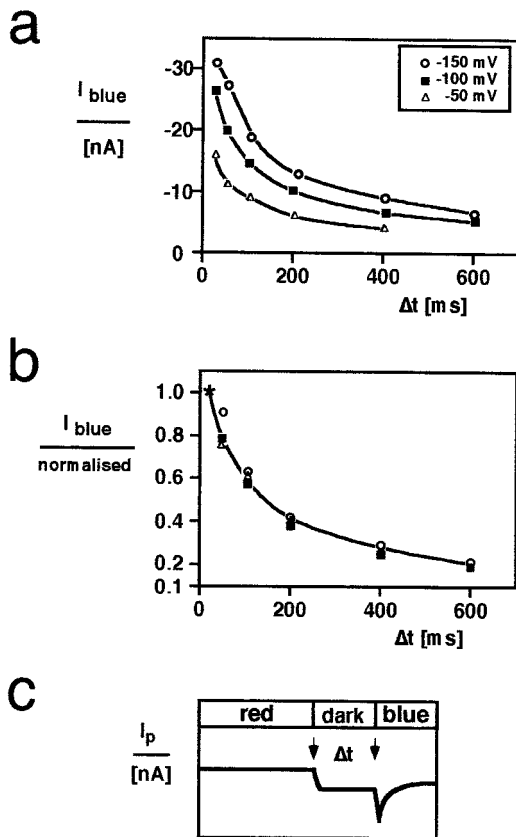 a
I blue
[nA]
-30
-20
-10
0
-150 mV
-100 mV
-50 mV
0 200 400 600
Δt [ms]
b
I blue
normalised
1.0
0.8
0.6
0.4
0.2
0.1
0 200 400 600
Δt [ms]
c
red dark blue
Δt
Ip
[nA]